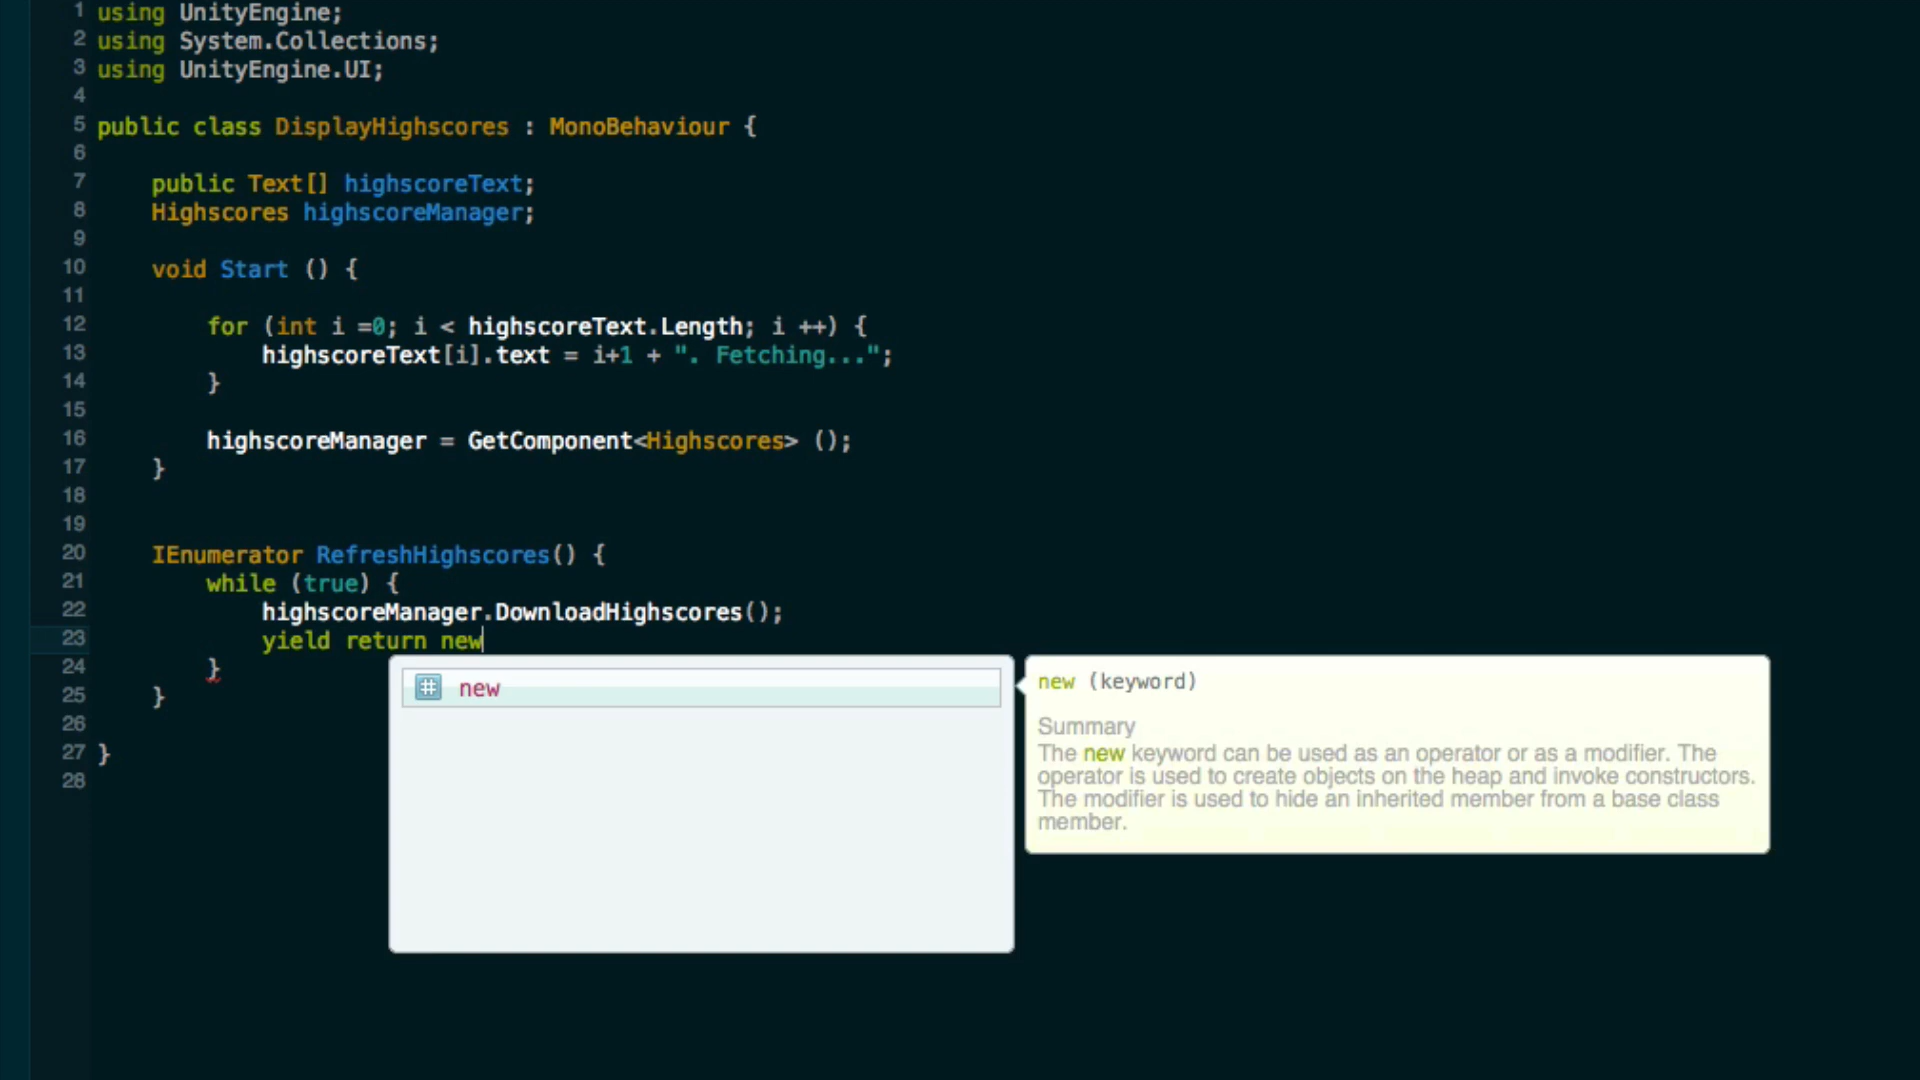 1 using UnityEngine;
2 using System.Collections;
3 using UnityEngine.UI;
4
5 public class DisplayHighscores : MonoBehaviour {
6
7 public Text[] highscoreText;
8 Highscores highscoreManager;
9
10 void Start () {
11
12 for (int i =0; i < highscoreText.Length; i ++) {
13 highscoreText[i].text = i+1 + ". Fetching...";
14 }
15
16 highscoreManager = GetComponent<Highscores> ();
17 }
18
19
20 IEnumerator RefreshHighscores() {
21 while (true) {
22 highscoreManager.DownloadHighscores();
23 yield return new
24 }
25 }
26
27 }
28
new
new (keyword)
Summary
The new keyword can be used as an operator or as a modifier. The
operator is used to create objects on the heap and invoke constructors.
The modifier is used to hide an inherited member from a base class
member.